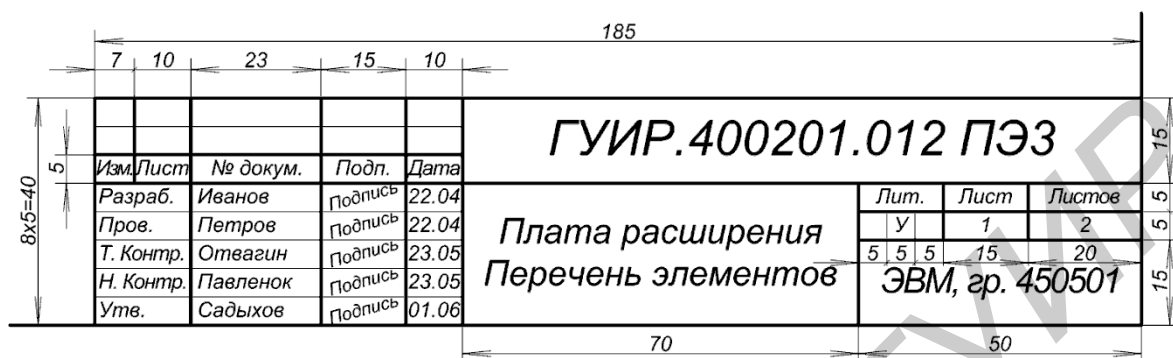 185
7 10 23 15 10
ГУИР.400201.012 ПЭ3
15
5
Изм. Лист № докум. Подп. Дата
8x5=40
Разраб. Иванов Подпись 22.04
Лит. Лист Листов 5
Пров. Петров Подпись 22.04
У 1 2 5
Плата расширения
Т. Контр. Отвагин Подпись 23.05
5 5 5 15 20
Перечень элементов
ЭВМ, гр. 450501
15
Н. Контр. Павленок Подпись 23.05
Утв. Садыхов Подпись 01.06
70 50
ГУИР